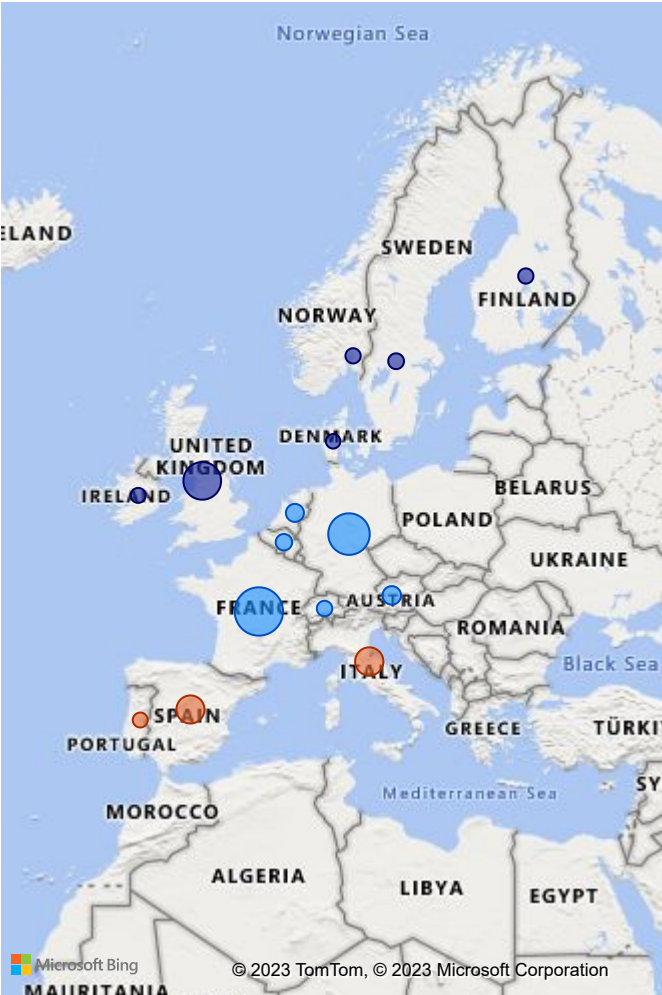 Norwegian Sea
ELAND
SWEDEN
FINLAND
NORWAY
DENMARK
UNITED
KINGDOM
IRELAND
BELARUS
POLAND
UKRAINE
FRANCE
AUSTRIA
ROMANIA
Black Sea
ITALY
SPAIN
PORTUGAL
GREECE
TÜRKI
SY
Mediterranean Sea
MOROCCO
ALGERIA
LIBYA
EGYPT
Microsoft Bing
© 2023 TomTom, © 2023 Microsoft Corporation
MAURITANIA